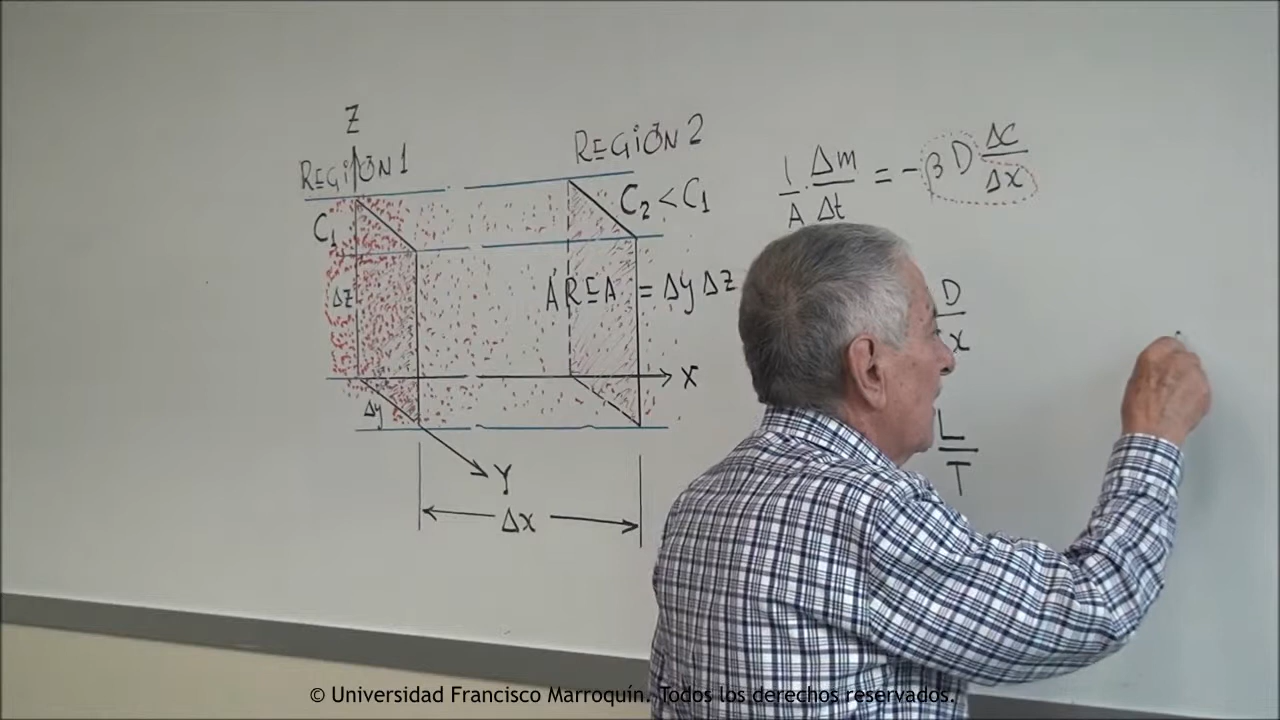 Z
REGIÓN 1
REGIÓN 2
C₁
C₂ < C₁
ΔZ
ÁREA = Δy ΔZ
X
Δy
Y
Δx
1/A · Δm/Δt = -β D ΔC/Δx
D
x
L/T
© Universidad Francisco Marroquín. Todos los derechos reservados.